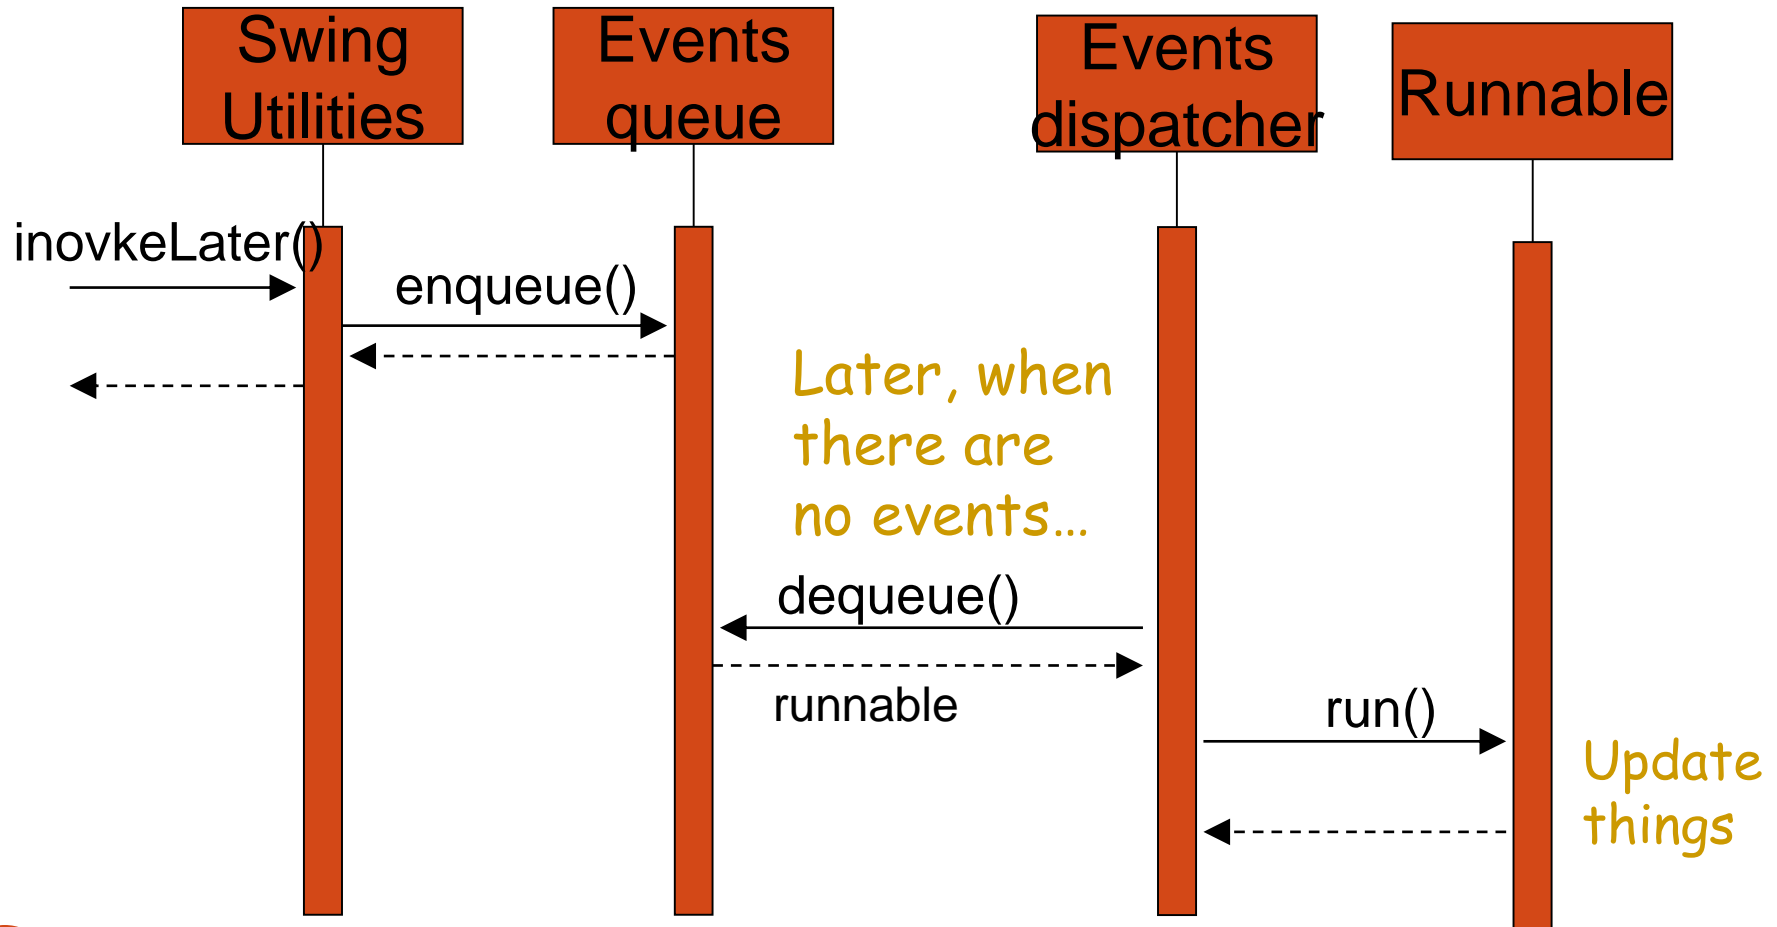 Swing
Utilities
Events
queue
Events
dispatcher
Runnable
inovkeLater()
enqueue()
Later, when
there are
no events...
dequeue()
runnable
run()
Update
things